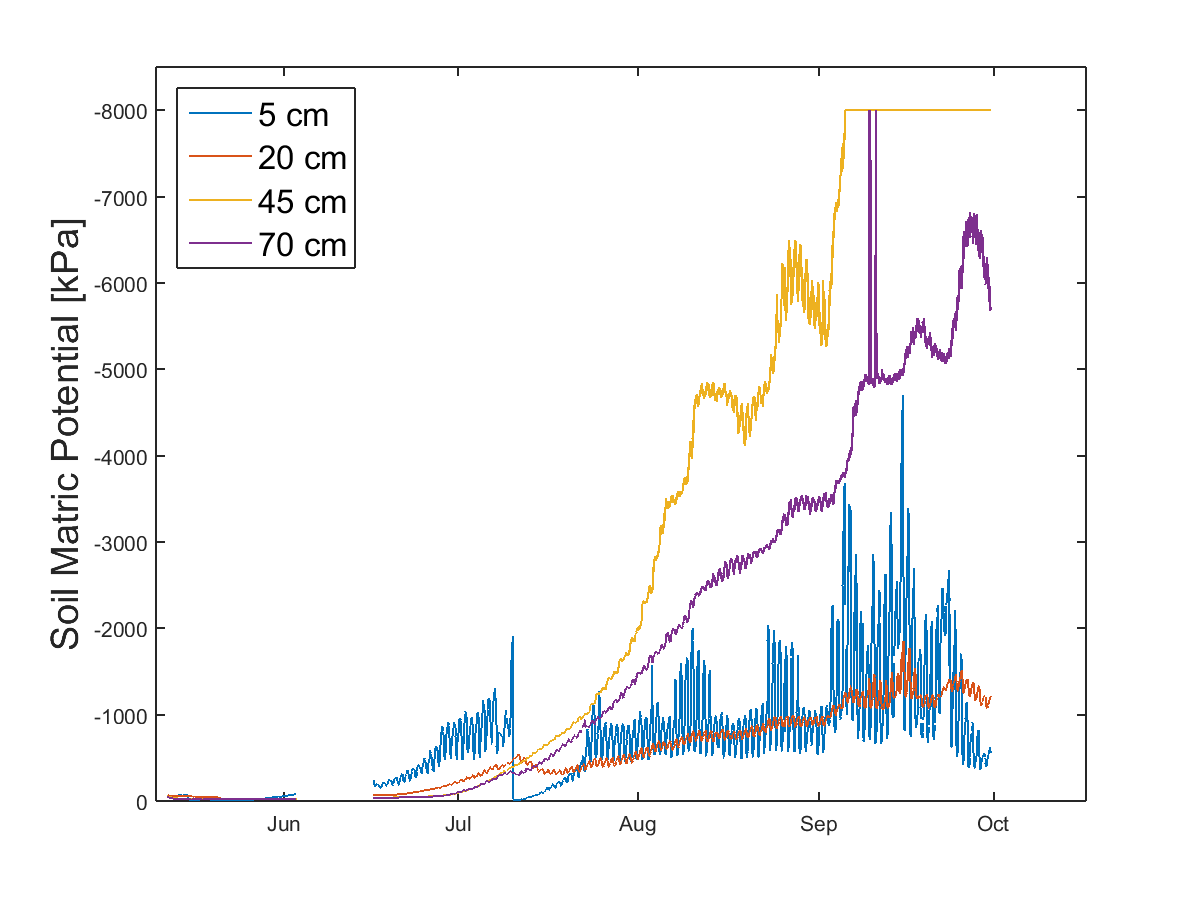 Soil Matric Potential [kPa]
-8000
-7000
-6000
-5000
-4000
-3000
-2000
-1000
0
5 cm
20 cm
45 cm
70 cm
Jun Jul Aug Sep Oct